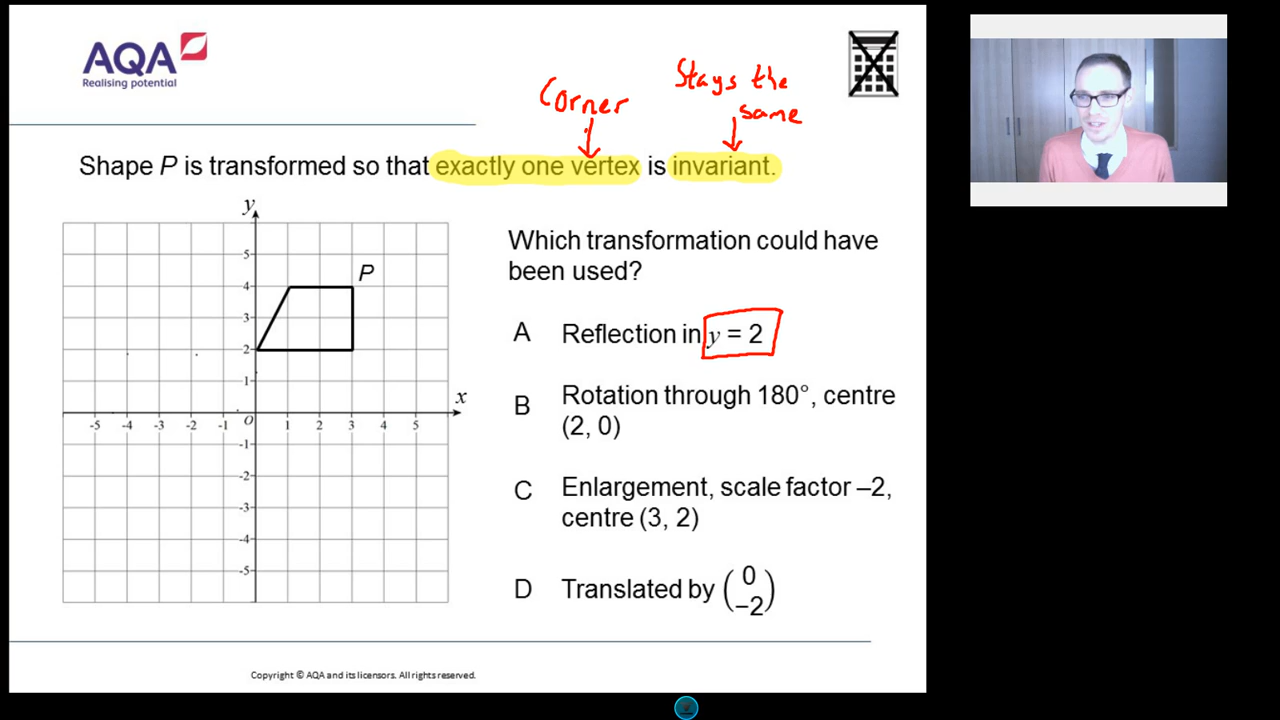 AQA
Realising potential
Corner
Stays the
same
Shape P is transformed so that exactly one vertex is invariant.
y
5
4
3
2
1
P
x
-5 -4 -3 -2 -1 O 1 2 3 4 5
-1
-2
-3
-4
-5
Which transformation could have
been used?
A Reflection in y = 2
B Rotation through 180°, centre
(2, 0)
C Enlargement, scale factor –2,
centre (3, 2)
D Translated by (0
−2)
Copyright © AQA and its licensors. All rights reserved.